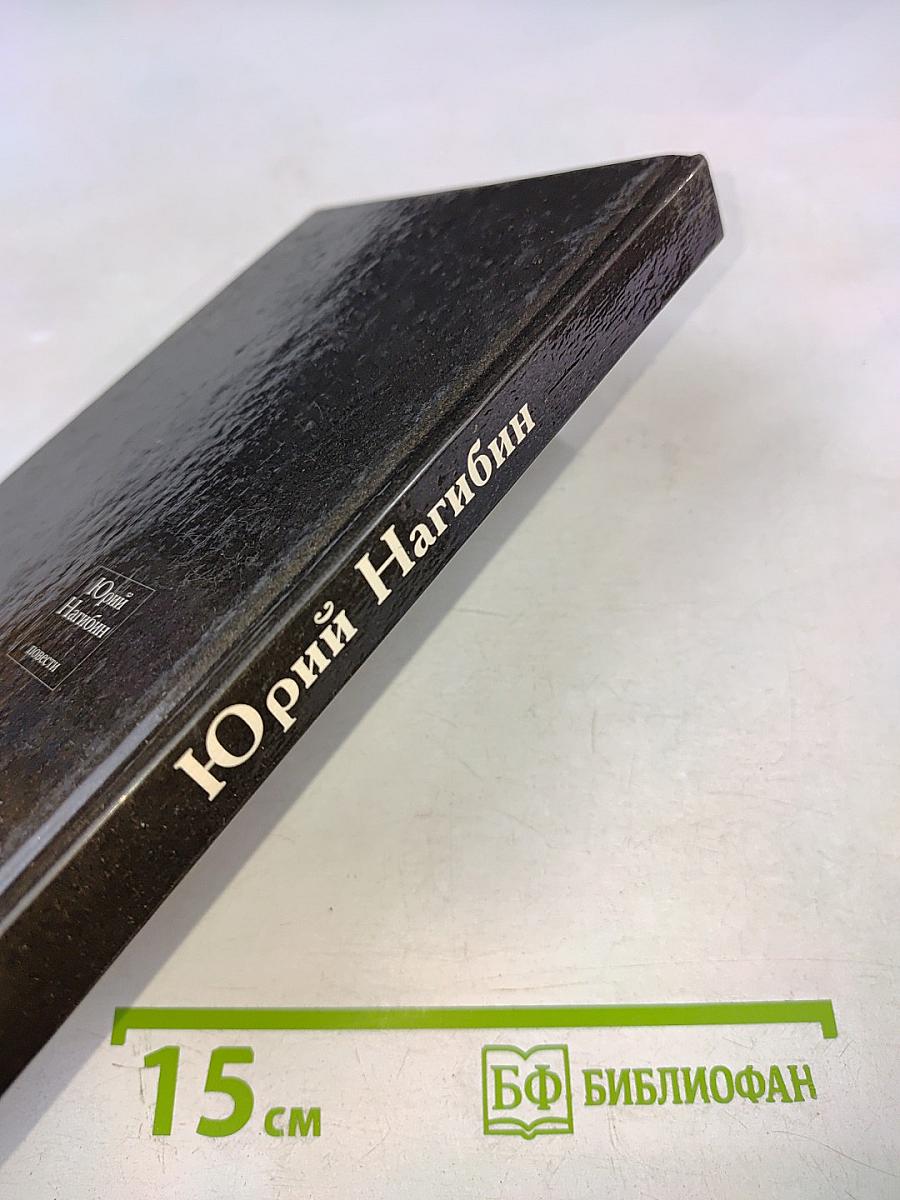 Юрий
Нагибин
повести
Юрий Нагибин
15 см
БФ БИБЛИОФАН